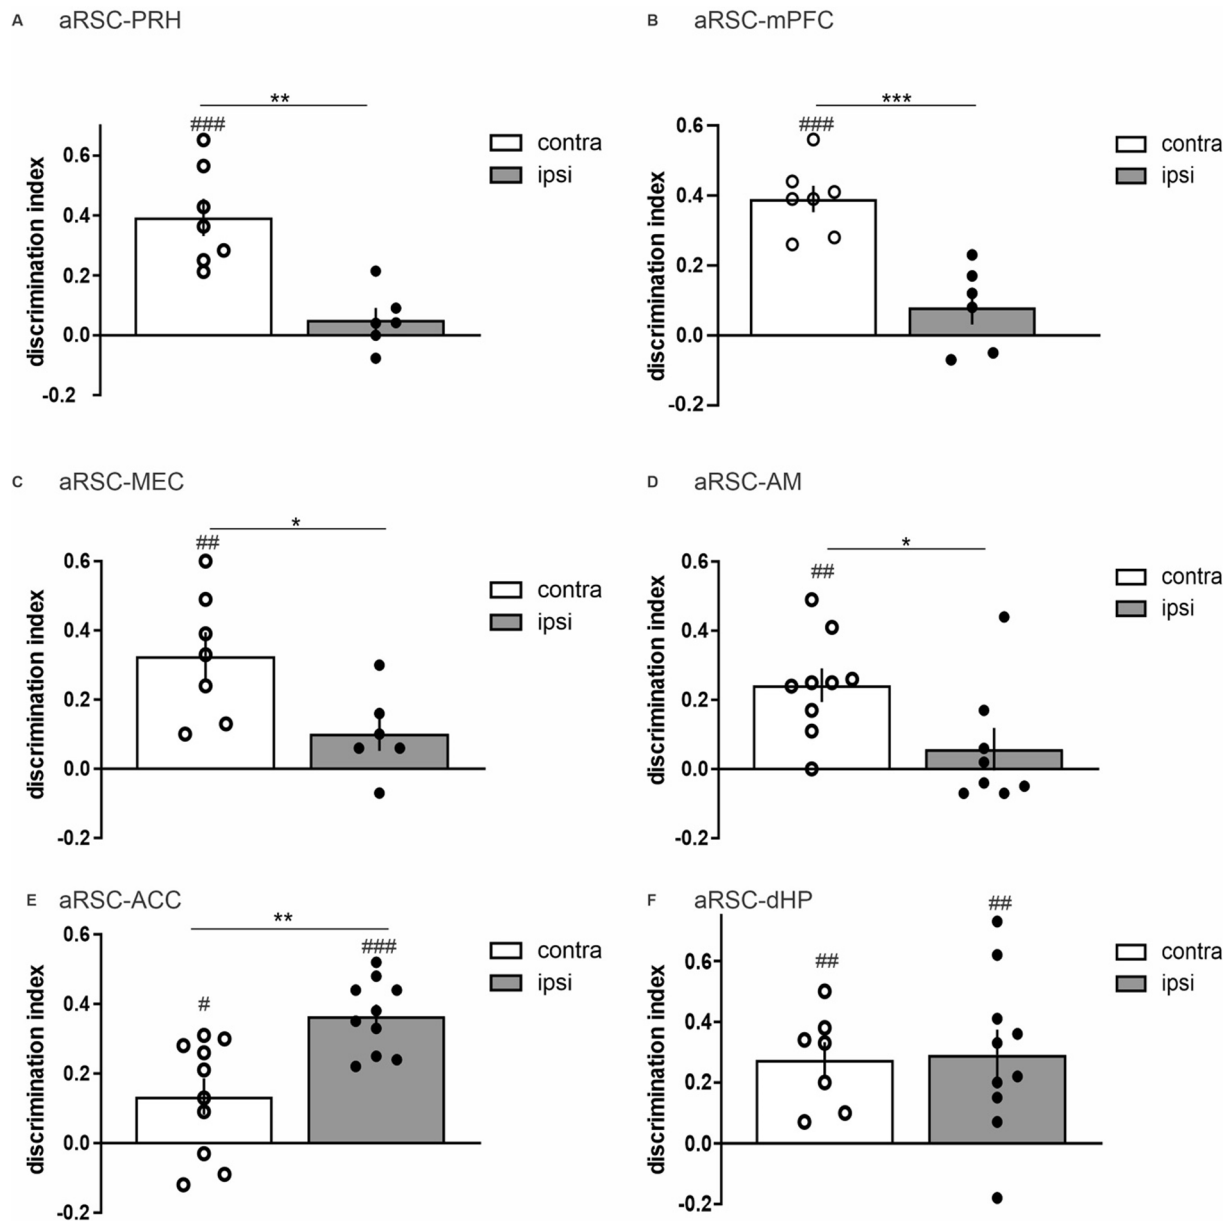 A aRSC-PRH
**
###
discrimination index
0.6
0.4
0.2
0.0
-0.2
contra
ipsi
B aRSC-mPFC
***
###
discrimination index
0.6
0.4
0.2
0.0
-0.2
contra
ipsi
C aRSC-MEC
*
##
discrimination index
0.6
0.4
0.2
0.0
-0.2
contra
ipsi
D aRSC-AM
*
##
discrimination index
0.6
0.4
0.2
0.0
-0.2
contra
ipsi
E aRSC-ACC
**
###
#
discrimination index
0.6
0.4
0.2
0.0
-0.2
contra
ipsi
F aRSC-dHP
##
##
discrimination index
0.6
0.4
0.2
0.0
-0.2
contra
ipsi